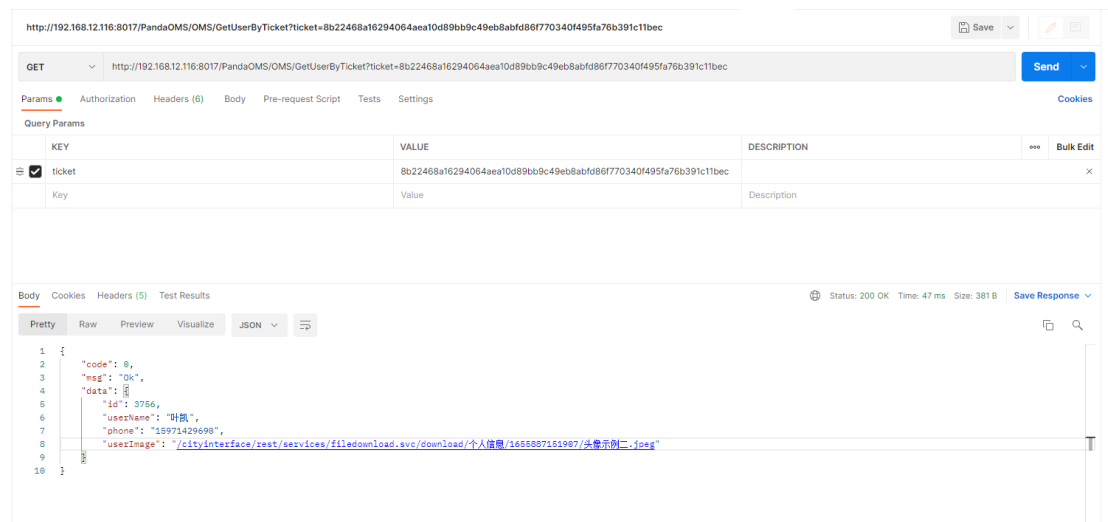 http://192.168.12.116:8017/PandaOMS/OMS/GetUserByTicket?ticket=8b22468a16294064aea10d89bb9c49eb8abfd86f770340f495fa76b391c11bec
Save
GET http://192.168.12.116:8017/PandaOMS/OMS/GetUserByTicket?ticket=8b22468a16294064aea10d89bb9c49eb8abfd86f770340f495fa76b391c11bec Send
Params Authorization Headers (6) Body Pre-request Script Tests Settings Cookies
Query Params
KEY VALUE DESCRIPTION ooo Bulk Edit
ticket 8b22468a16294064aea10d89bb9c49eb8abfd86f770340f495fa76b391c11bec
Key Value Description
Body Cookies Headers (5) Test Results Status: 200 OK Time: 47 ms Size: 381 B Save Response
Pretty Raw Preview Visualize JSON
1 {
2 "code": 0,
3 "msg": "Ok",
4 "data": {
5 "id": 3756,
6 "userName": "叶凯",
7 "phone": "15971429690",
8 "userImage": "/cityinterface/rest/services/filedownload.svc/download/个人信息/1655887151907/头像示例二.jpeg"
9 }
10 }